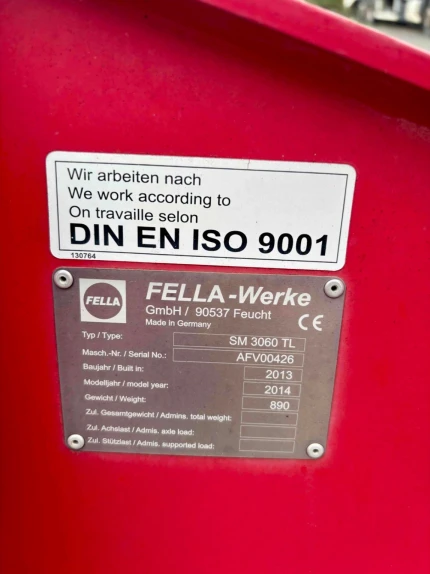 Wir arbeiten nach
We work according to
On travaille selon
DIN EN ISO 9001
130764
FELLA
FELLA-Werke
GmbH / 90537 Feucht
Made in Germany
CE
Typ / Type: SM 3060 TL
Masch.-Nr. / Serial No.: AFV00426
Baujahr / Built in: 2013
Modelljahr / model year: 2014
Gewicht / Weight: 890
Zul. Gesamtgewicht / Admins. total weight:
Zul. Achslast / Admis. axle load:
Zul. Stützlast / Admis. supported load: